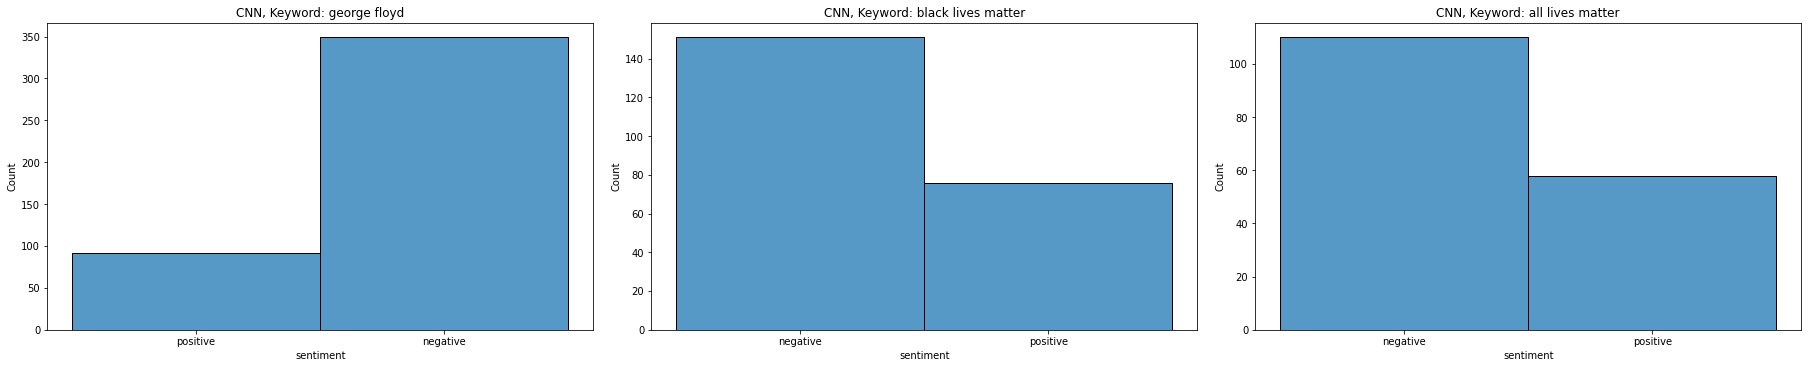 CNN, Keyword: george floyd
350
300
250
200
150
100
50
0
Count
positive negative
sentiment
CNN, Keyword: black lives matter
140
120
100
80
60
40
20
0
Count
negative positive
sentiment
CNN, Keyword: all lives matter
100
80
60
40
20
0
Count
negative positive
sentiment